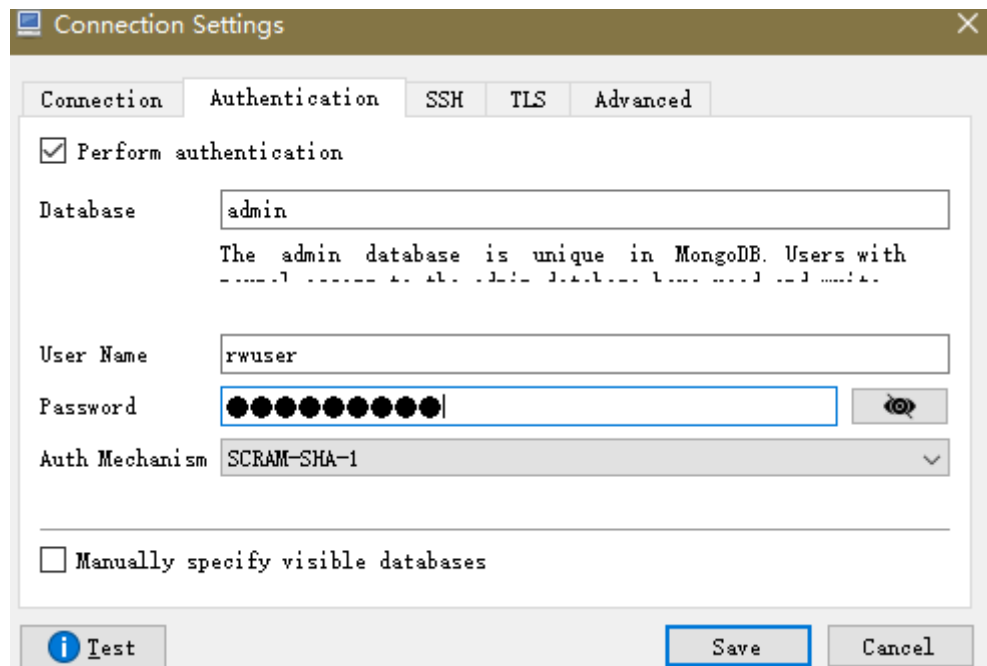 Connection Settings
Connection Authentication SSH TLS Advanced
Perform authentication
Database admin
The admin database is unique in MongoDB. Users with
User Name rwuser
Password
Auth Mechanism SCRAM-SHA-1
Manually specify visible databases
Test Save Cancel